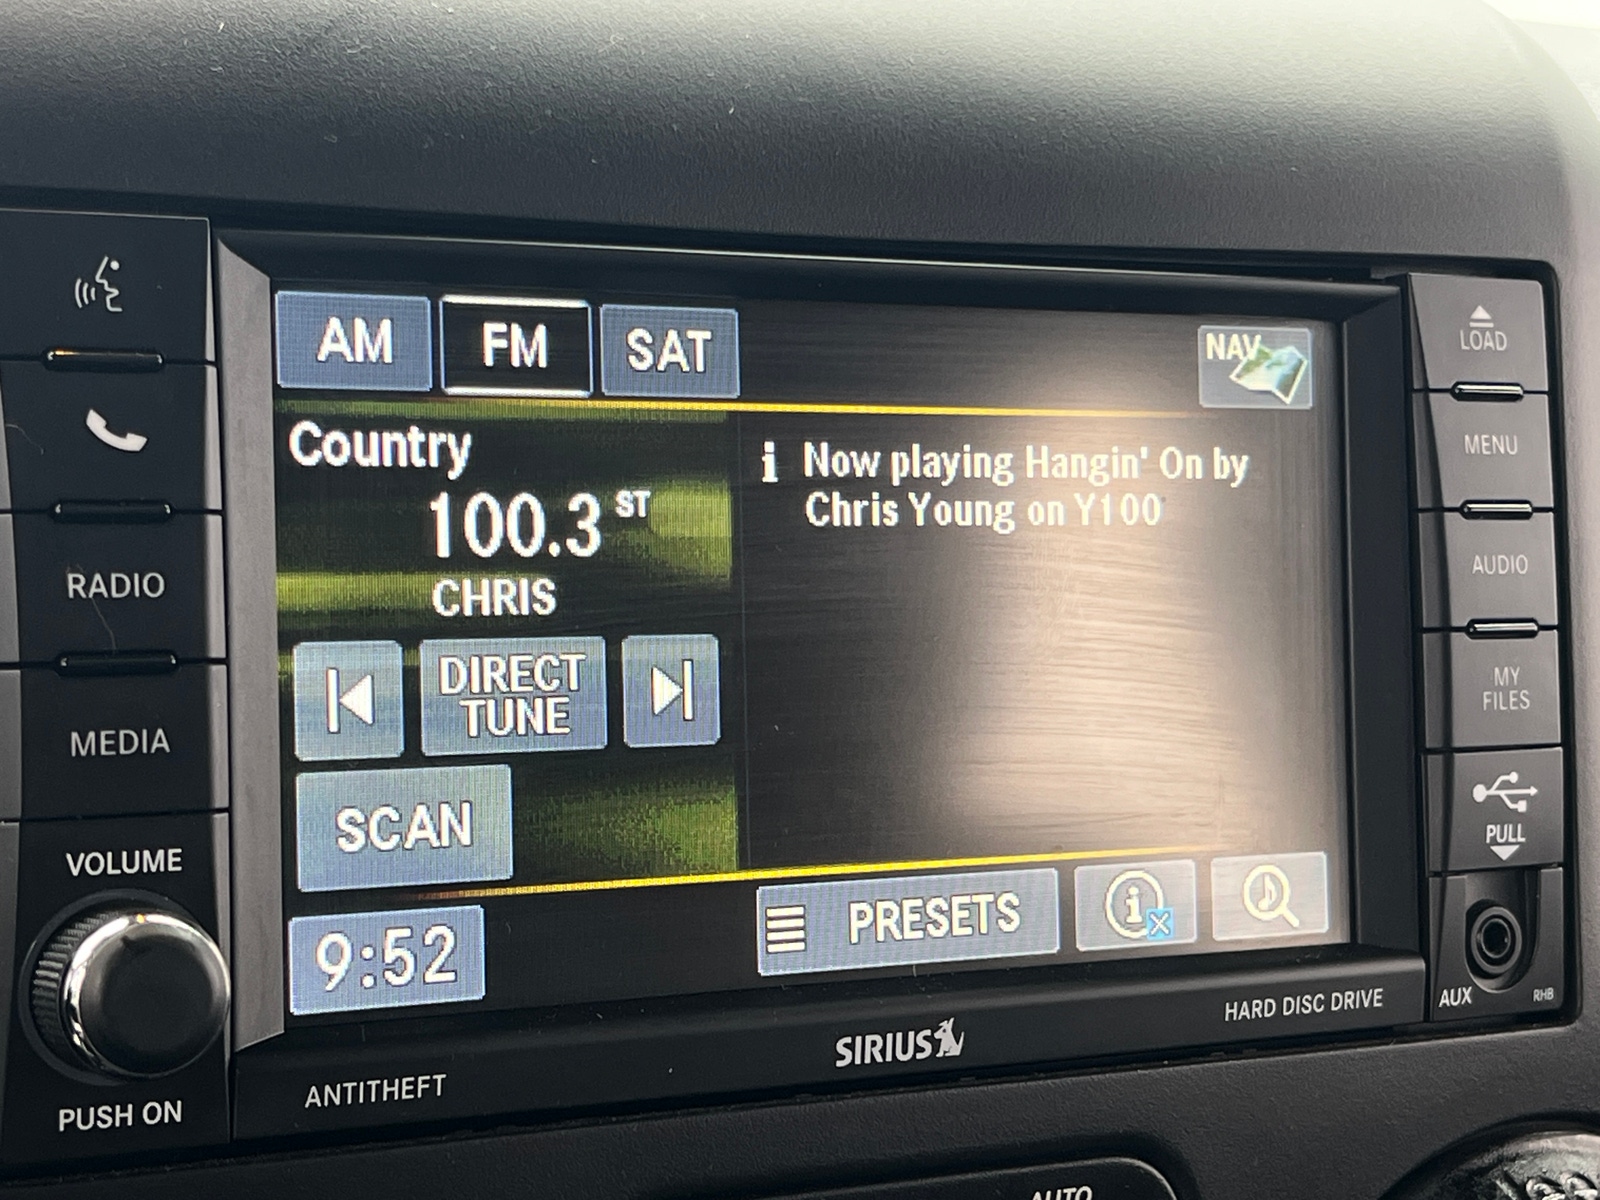 AM FM SAT NAV
Country
100.3 ST
CHRIS
i Now playing Hangin' On by
Chris Young on Y100
DIRECT
TUNE
SCAN
9:52
PRESETS
i
RADIO
MEDIA
VOLUME
PUSH ON
LOAD
MENU
AUDIO
MY
FILES
PULL
AUX
RHB
ANTITHEFT
SIRIUS
HARD DISC DRIVE
AUTO